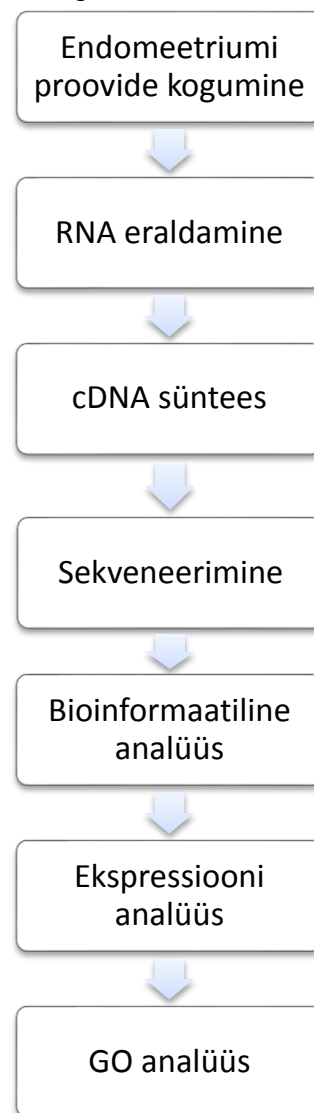 Endomeetriumi
proovide kogumine
RNA eraldamine
cDNA süntees
Sekveneerimine
Bioinformaatiline
analüüs
Ekspressiooni
analüüs
GO analüüs